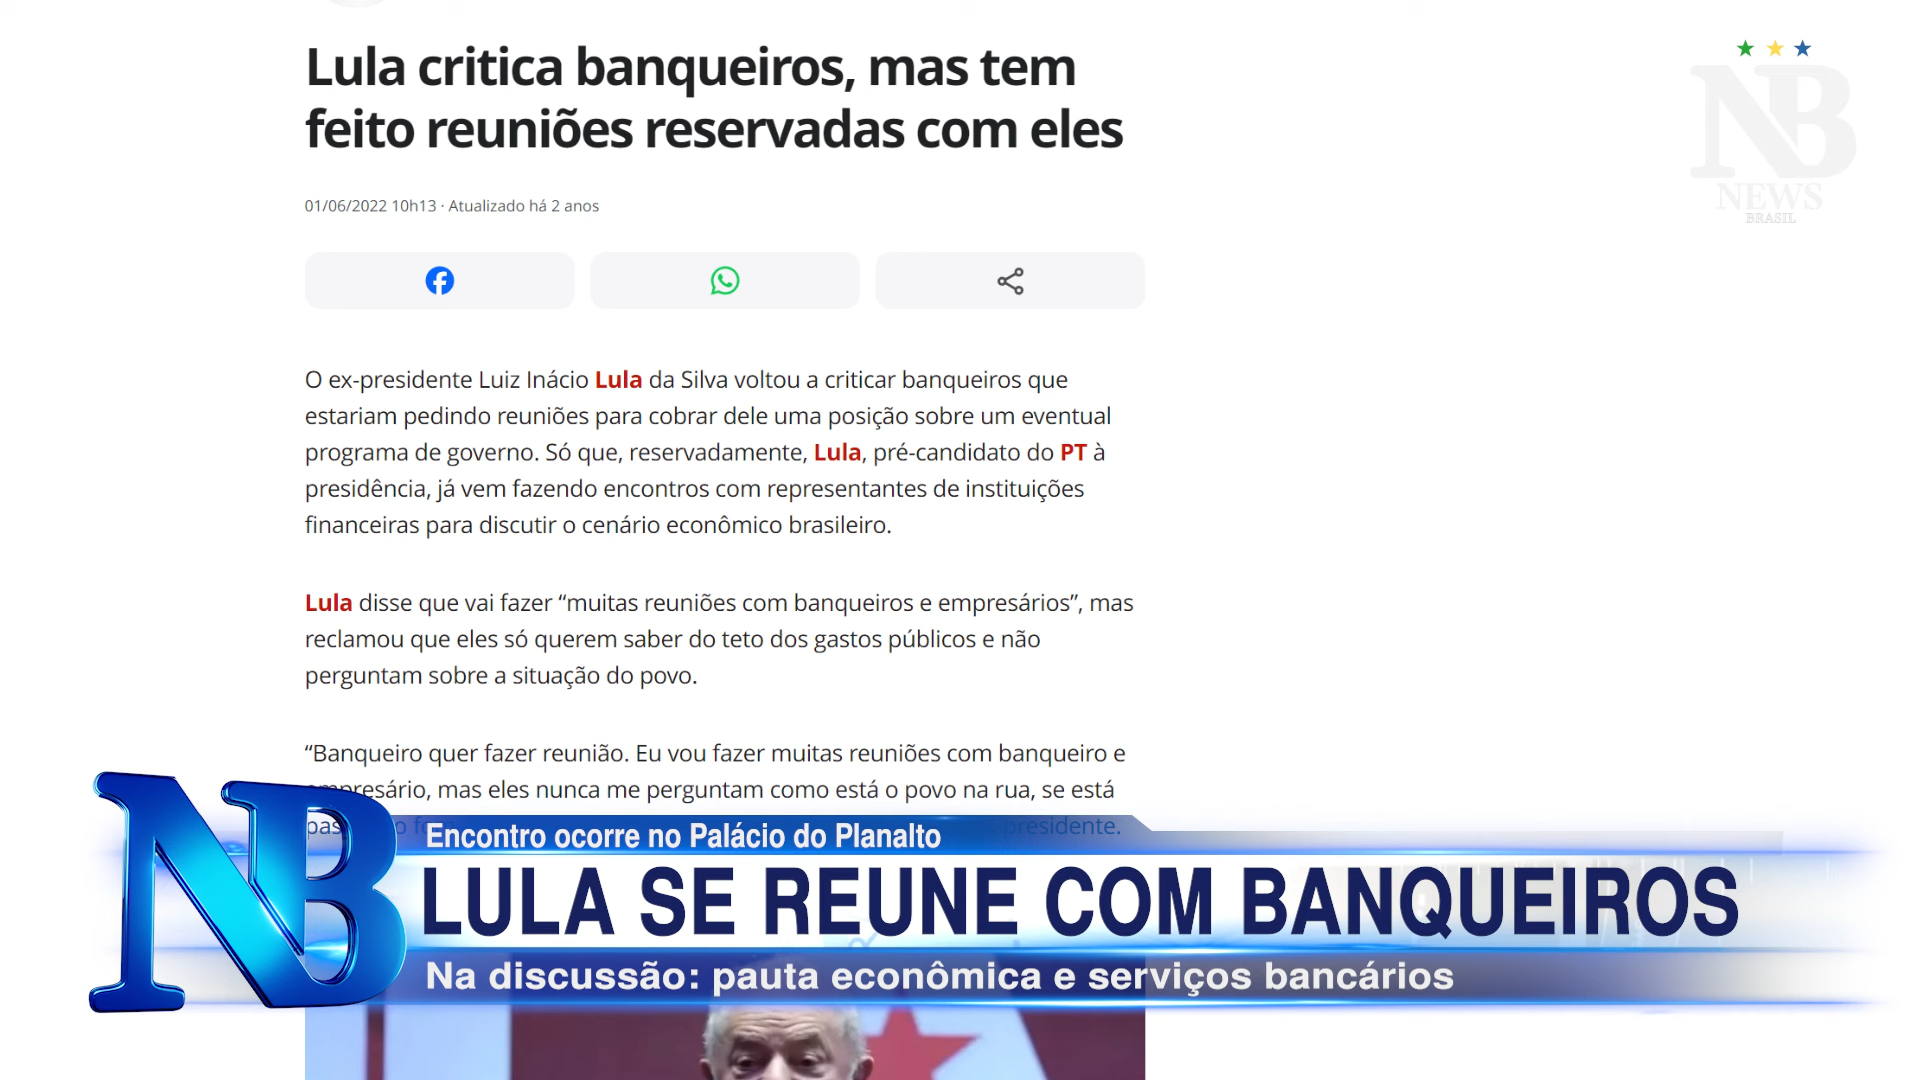 Lula critica banqueiros, mas tem
feito reuniões reservadas com eles
01/06/2022 10h13 · Atualizado há 2 anos
O ex-presidente Luiz Inácio Lula da Silva voltou a criticar banqueiros que
estariam pedindo reuniões para cobrar dele uma posição sobre um eventual
programa de governo. Só que, reservadamente, Lula, pré-candidato do PT à
presidência, já vem fazendo encontros com representantes de instituições
financeiras para discutir o cenário econômico brasileiro.
Lula disse que vai fazer “muitas reuniões com banqueiros e empresários”, mas
reclamou que eles só querem saber do teto dos gastos públicos e não
perguntam sobre a situação do povo.
“Banqueiro quer fazer reunião. Eu vou fazer muitas reuniões com banqueiro e
empresário, mas eles nunca me perguntam como está o povo na rua, se está
presidente.
Encontro ocorre no Palácio do Planalto
LULA SE REUNE COM BANQUEIROS
Na discussão: pauta econômica e serviços bancários
NB
NB
NEWS
BRASIL